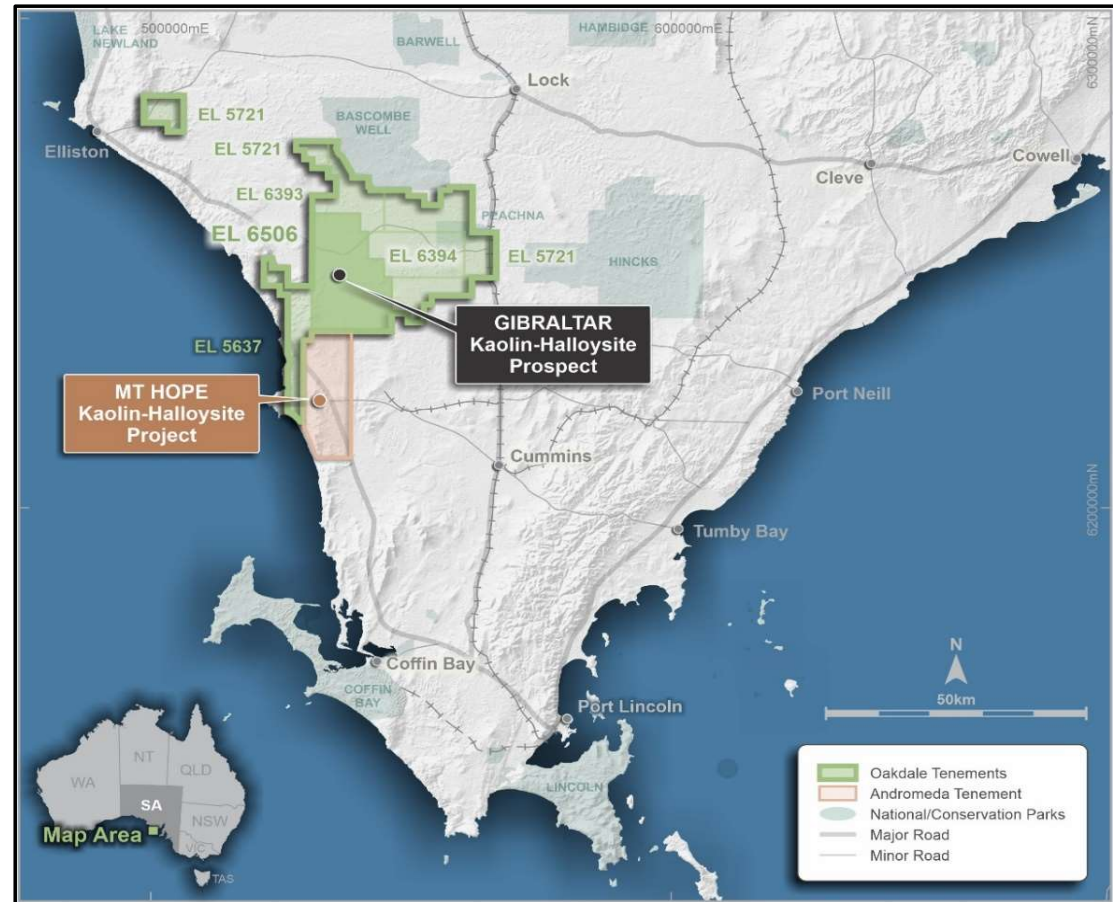 LAKE
NEWLAND
500000mE
BARWELL
HAMBIDGE
600000mE
6300000mN
Lock
EL 5721
BASCOMBE
WELL
Elliston
EL 5721
Cowell
Cleve
EL 6393
PEACHNA
EL 6506
EL 6394
EL 5721
HINCKS
GIBRALTAR
Kaolin-Halloysite
Prospect
EL 5637
MT HOPE
Kaolin-Halloysite
Project
Port Neill
Cummins
6200000mN
Tumby Bay
Coffin Bay
COFFIN
BAY
N
50km
Port Lincoln
LINCOLN
WA
NT
QLD
SA
NSW
VIC
TAS
Map Area
Oakdale Tenements
Andromeda Tenement
National/Conservation Parks
Major Road
Minor Road